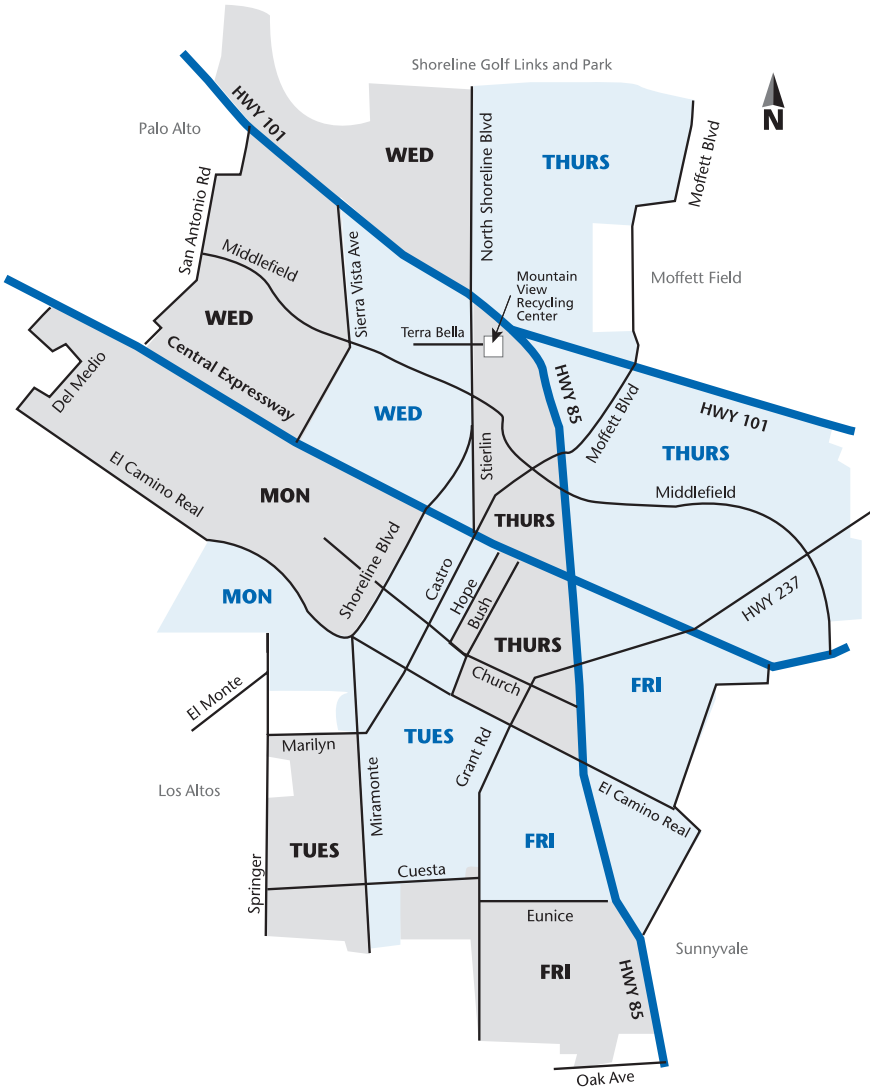 Shoreline Golf Links and Park
HWY 101
N
Palo Alto
WED
THURS
North Shoreline Blvd
Moffett Blvd
San Antonio Rd
Middlefield
Sierra Vista Ave
Mountain
View
Recycling
Center
Moffett Field
WED
Terra Bella
Central Expressway
Del Medio
HWY 85
Moffett Blvd
HWY 101
WED
THURS
El Camino Real
Stierlin
Middlefield
MON
THURS
Shoreline Blvd
Castro
Hope
Bush
HWY 237
MON
THURS
Church
FRI
El Monte
TUES
Marilyn
Grant Rd
Miramonte
El Camino Real
Los Altos
FRI
TUES
Cuesta
Springer
Eunice
Sunnyvale
FRI
HWY 85
Oak Ave